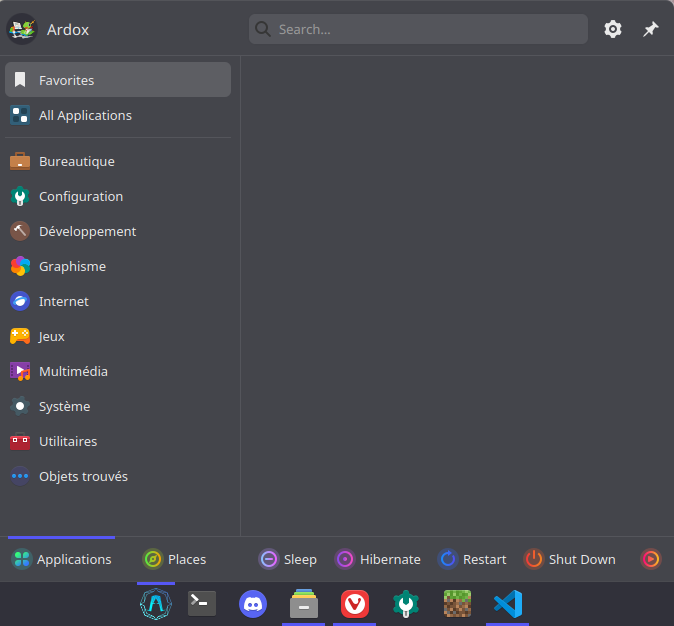 Ardox
Search...
Favorites
All Applications
Bureautique
Configuration
Développement
Graphisme
Internet
Jeux
Multimédia
Système
Utilitaires
Objets trouvés
Applications
Places
Sleep
Hibernate
Restart
Shut Down